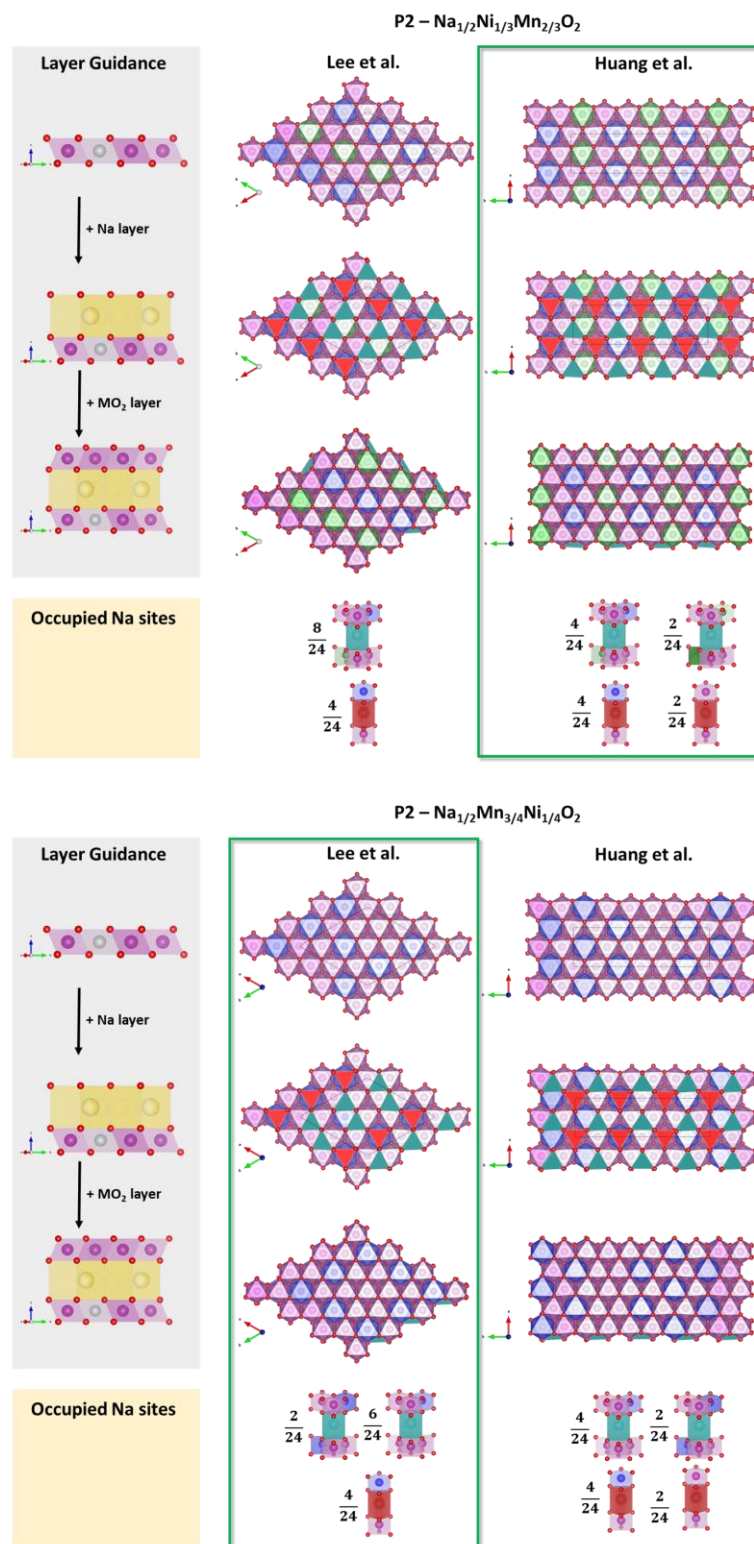 P2 – Na1/2Ni1/3Mn2/3O2
Layer Guidance
Lee et al.
Huang et al.
+ Na layer
+ MO2 layer
Occupied Na sites
8/24
4/24
4/24
2/24
4/24
2/24
P2 – Na1/2Mn3/4Ni1/4O2
Layer Guidance
Lee et al.
Huang et al.
+ Na layer
+ MO2 layer
Occupied Na sites
2/24
6/24
4/24
4/24
2/24
4/24
2/24